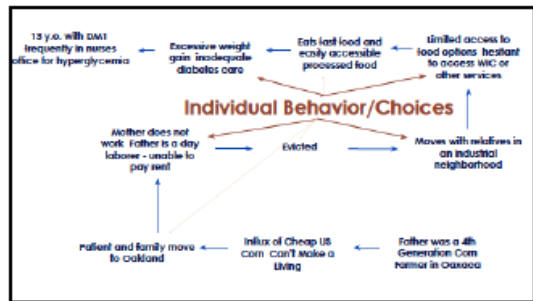 13 y.o. with DM1
frequently in nurses
office for hyperglycemia
Excessive weight
gain inadequate
diabetes care
Eats fast food and
easily accessible
processed food
Limited access to
food options hesitant
to access WIC or
other services
Individual Behavior/Choices
Mother does not
work Father is a day
laborer - unable to
pay rent
Evicted
Moves with relatives in
an industrial
neighborhood
Patient and family move
to Oakland
Influx of Cheap US
Corn Can't Make a
Living
Father was a 4th
Generation Corn
Farmer in Oaxaca